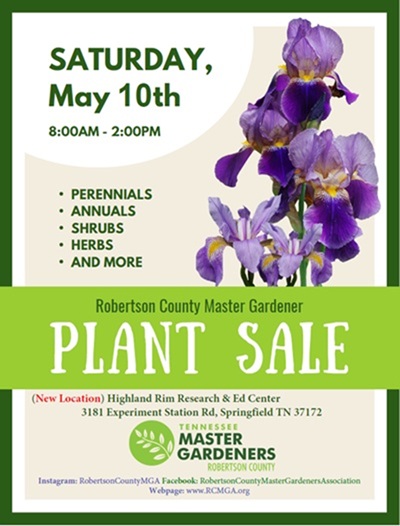 SATURDAY,
May 10th
8:00AM - 2:00PM
• PERENNIALS
• ANNUALS
• SHRUBS
• HERBS
• AND MORE
Robertson County Master Gardener
PLANT SALE
(New Location) Highland Rim Research & Ed Center
3181 Experiment Station Rd, Springfield TN 37172
TENNESSEE
MASTER
GARDENERS
ROBERTSON COUNTY
Instagram: RobertsonCountyMGA Facebook: RobertsonCountyMasterGardenersAssociation
Webpage: www.RCMGA.org